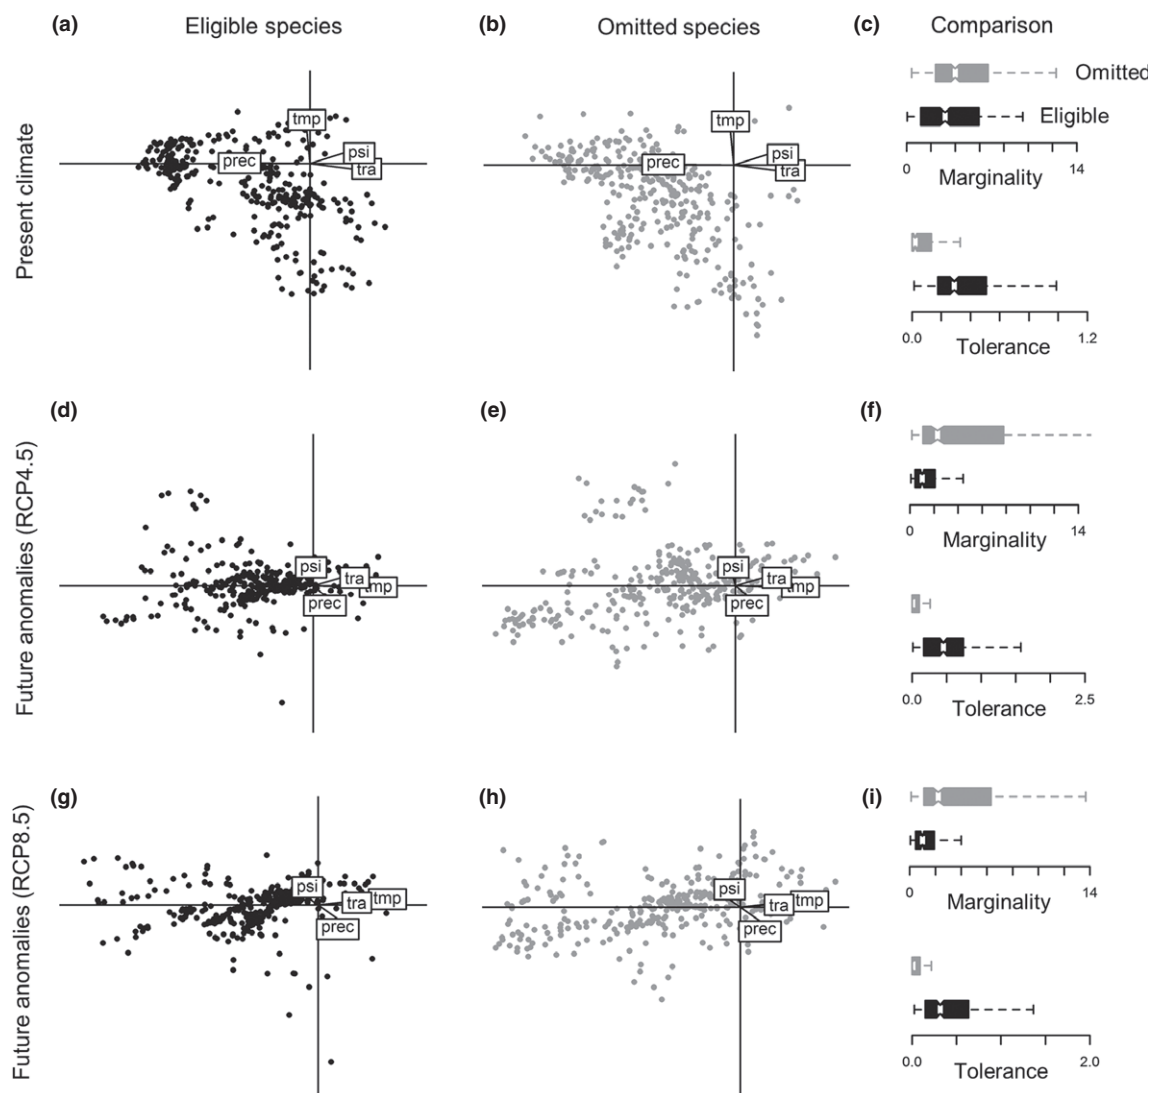 (a) Eligible species (b) Omitted species (c) Comparison
Present climate
tmp
prec
psi
tra
tmp
prec
psi
tra
Omitted
Eligible
0 14
Marginality
0.0 1.2
Tolerance
(d) (e) (f)
Future anomalies (RCP4.5)
psi
tra
tmp
prec
psi
tra
tmp
prec
0 14
Marginality
0.0 2.5
Tolerance
(g) (h) (i)
Future anomalies (RCP8.5)
psi
tmp
tra
prec
psi
tmp
tra
prec
0 14
Marginality
0.0 2.0
Tolerance